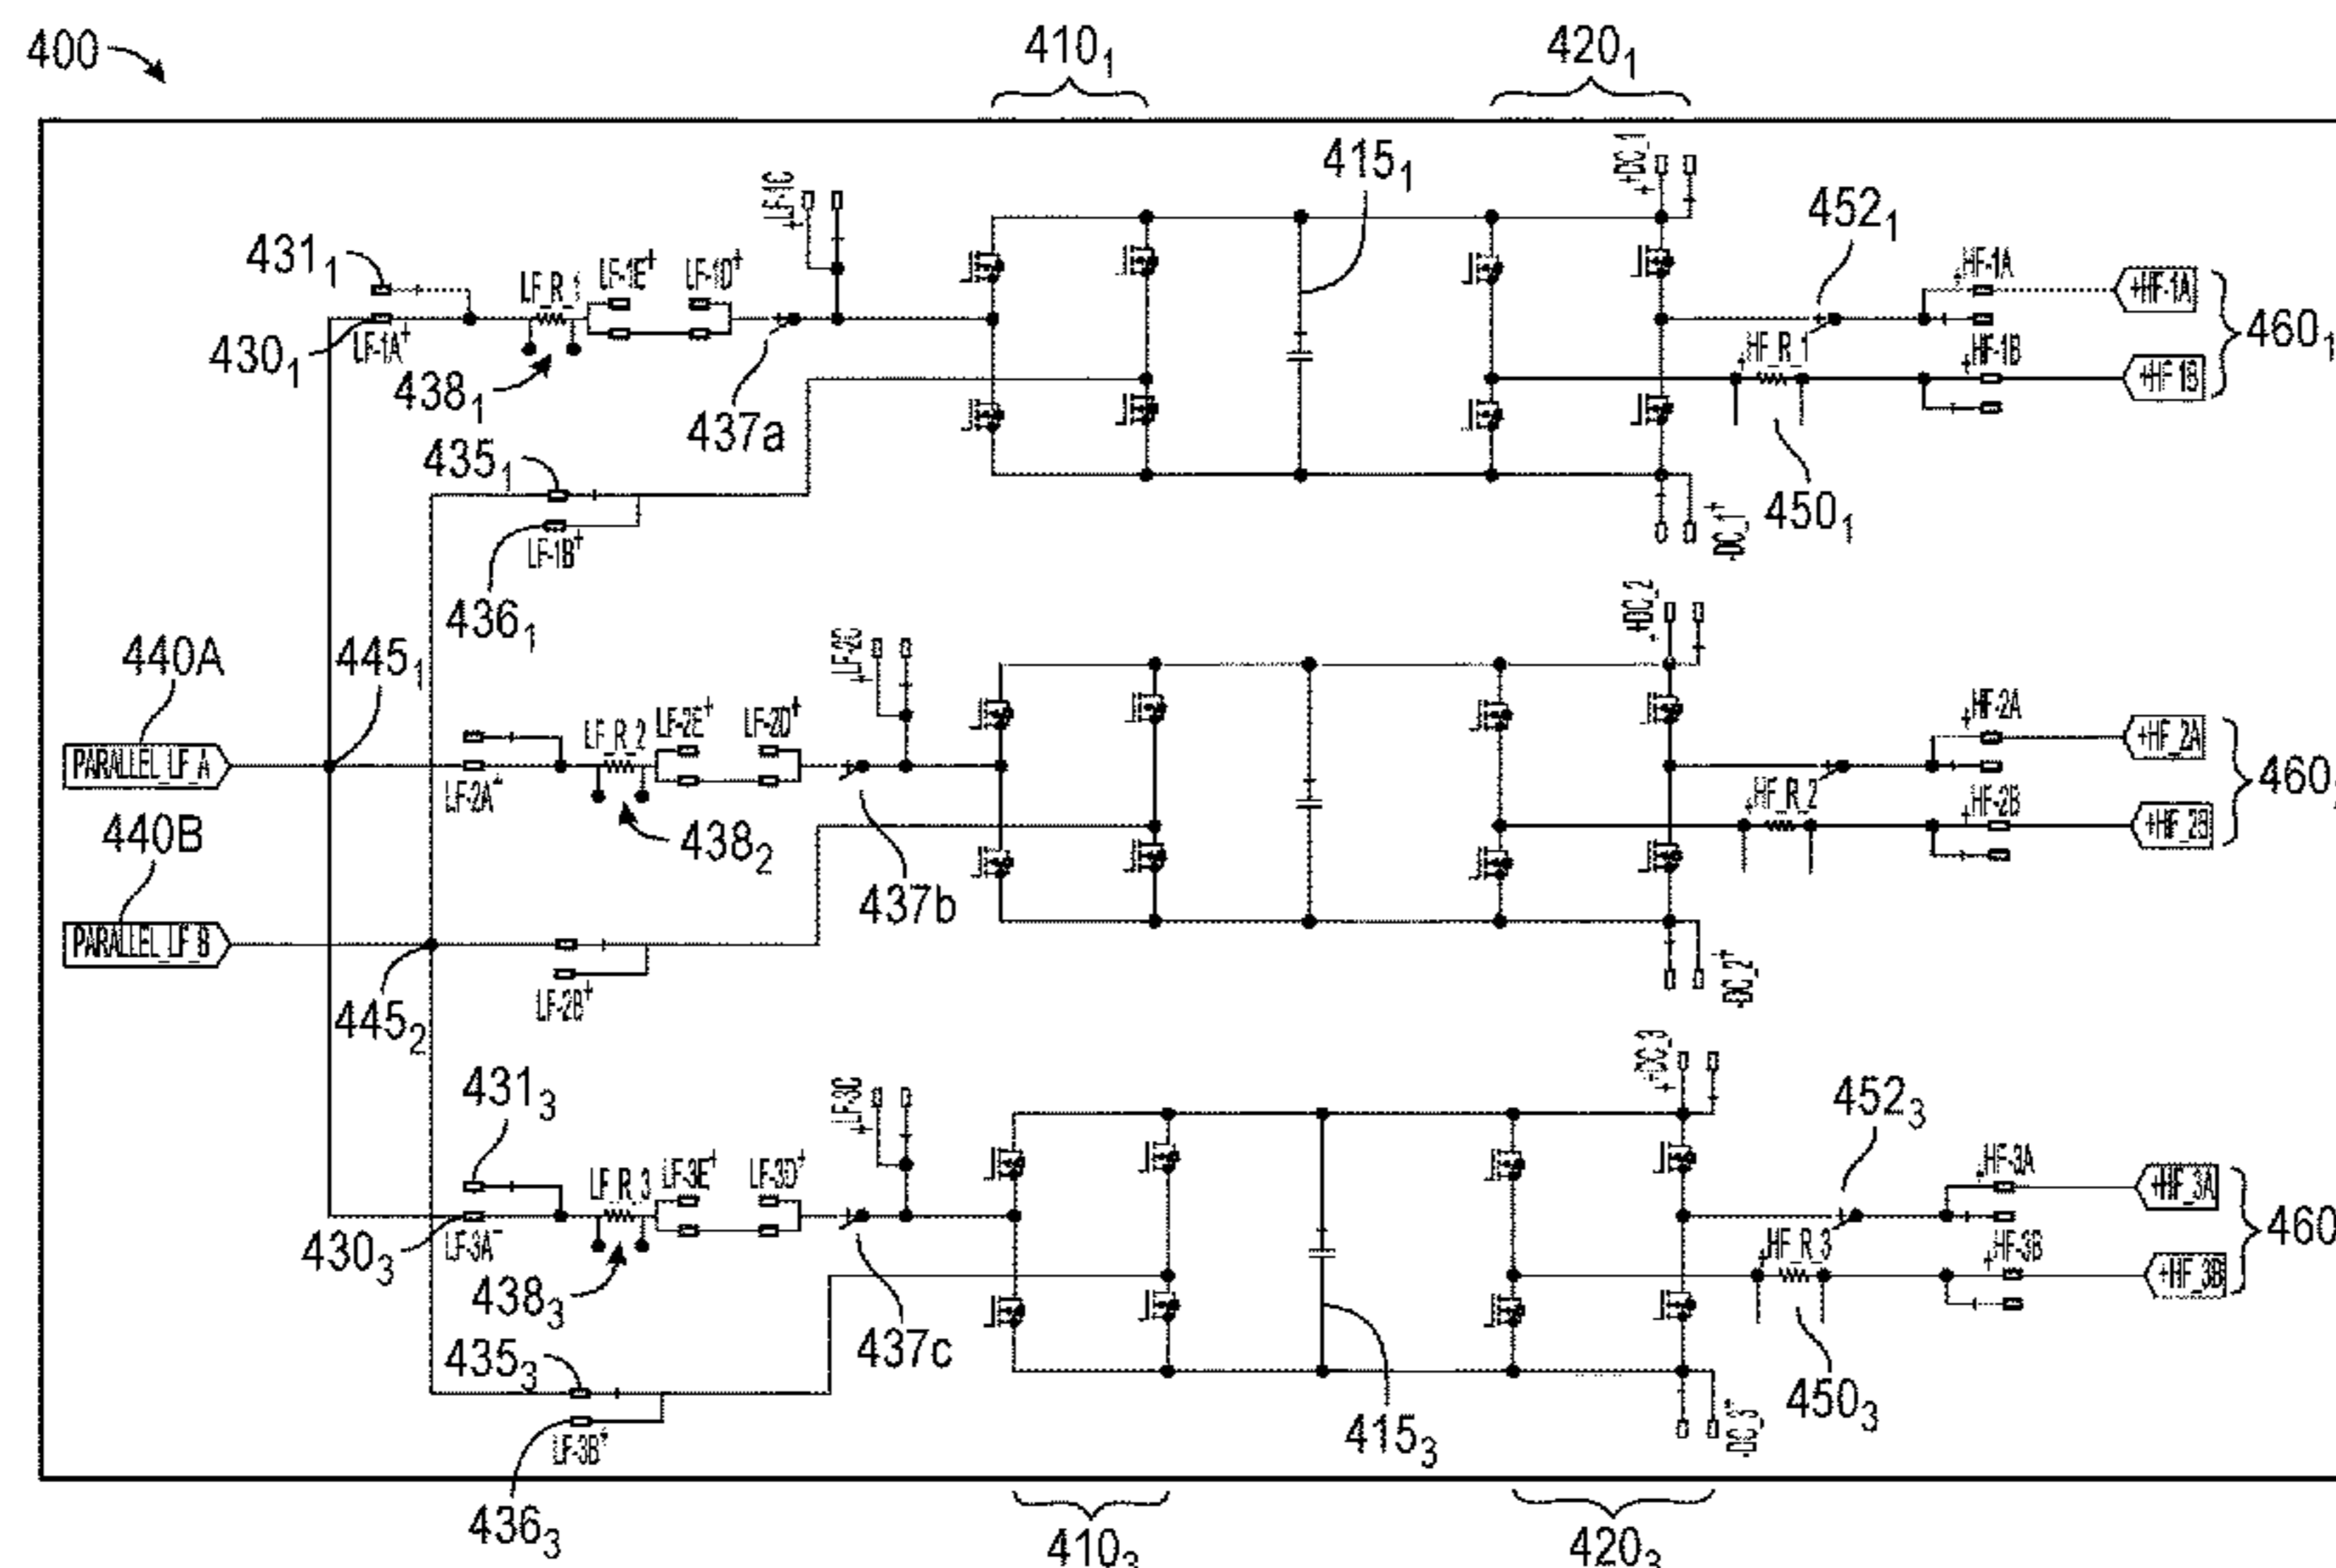 400
410₁
420₁
415₁
452₁
431₁
430₁
LF-1A+
LF_R_1
LF-1E+
LF-1D+
LF-1C
438₁
437a
+DC_1
HF-1A
+HF-1A
HF_R_1
HF-1B
+HF-1B
460₁
450₁
-DC_1
435₁
436₁
LF-1B+
440A
PARALLEL_LF_A
445₁
LF-2A
LF_R_2
LF-2E+
LF-2D+
LF-2C
438₂
437b
+DC_2
HF-2A
+HF_2A
HF_R_2
HF-2B
+HF_2B
460
-DC_2
440B
PARALLEL_LF_B
445₂
LF-2B+
431₃
430₃
LF-3A
LF_R_3
LF-3E+
LF-3D+
LF-3C
438₃
437c
+DC_3
452₃
HF-3A
+HF_3A
HF_R_3
HF-3B
+HF_3B
460
450₃
-DC_3
415₃
435₃
436₃
LF-3B+
410₃
420₃